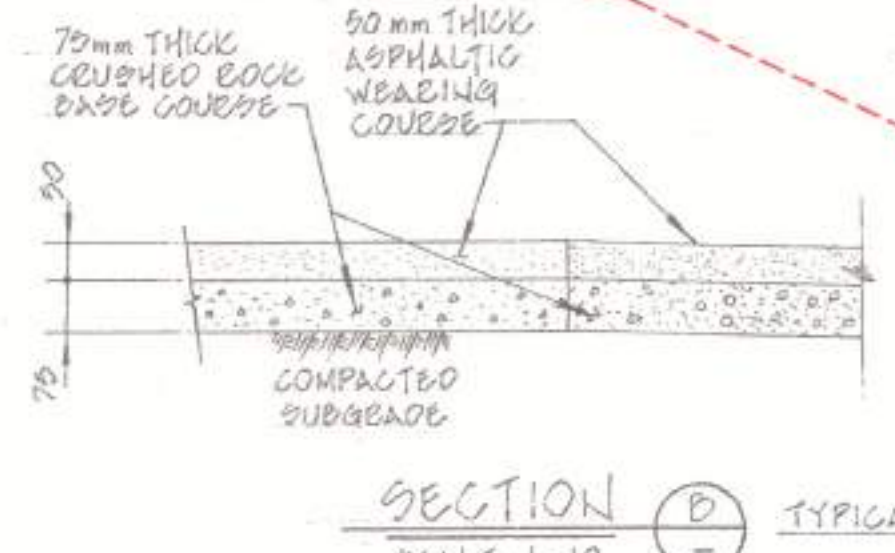 75mm THICK
CRUSHED ROCK
BASE COURSE
50 mm THICK
ASPHALTIC
WEARING
COURSE
50
75
COMPACTED
SUBGRADE
SECTION
B